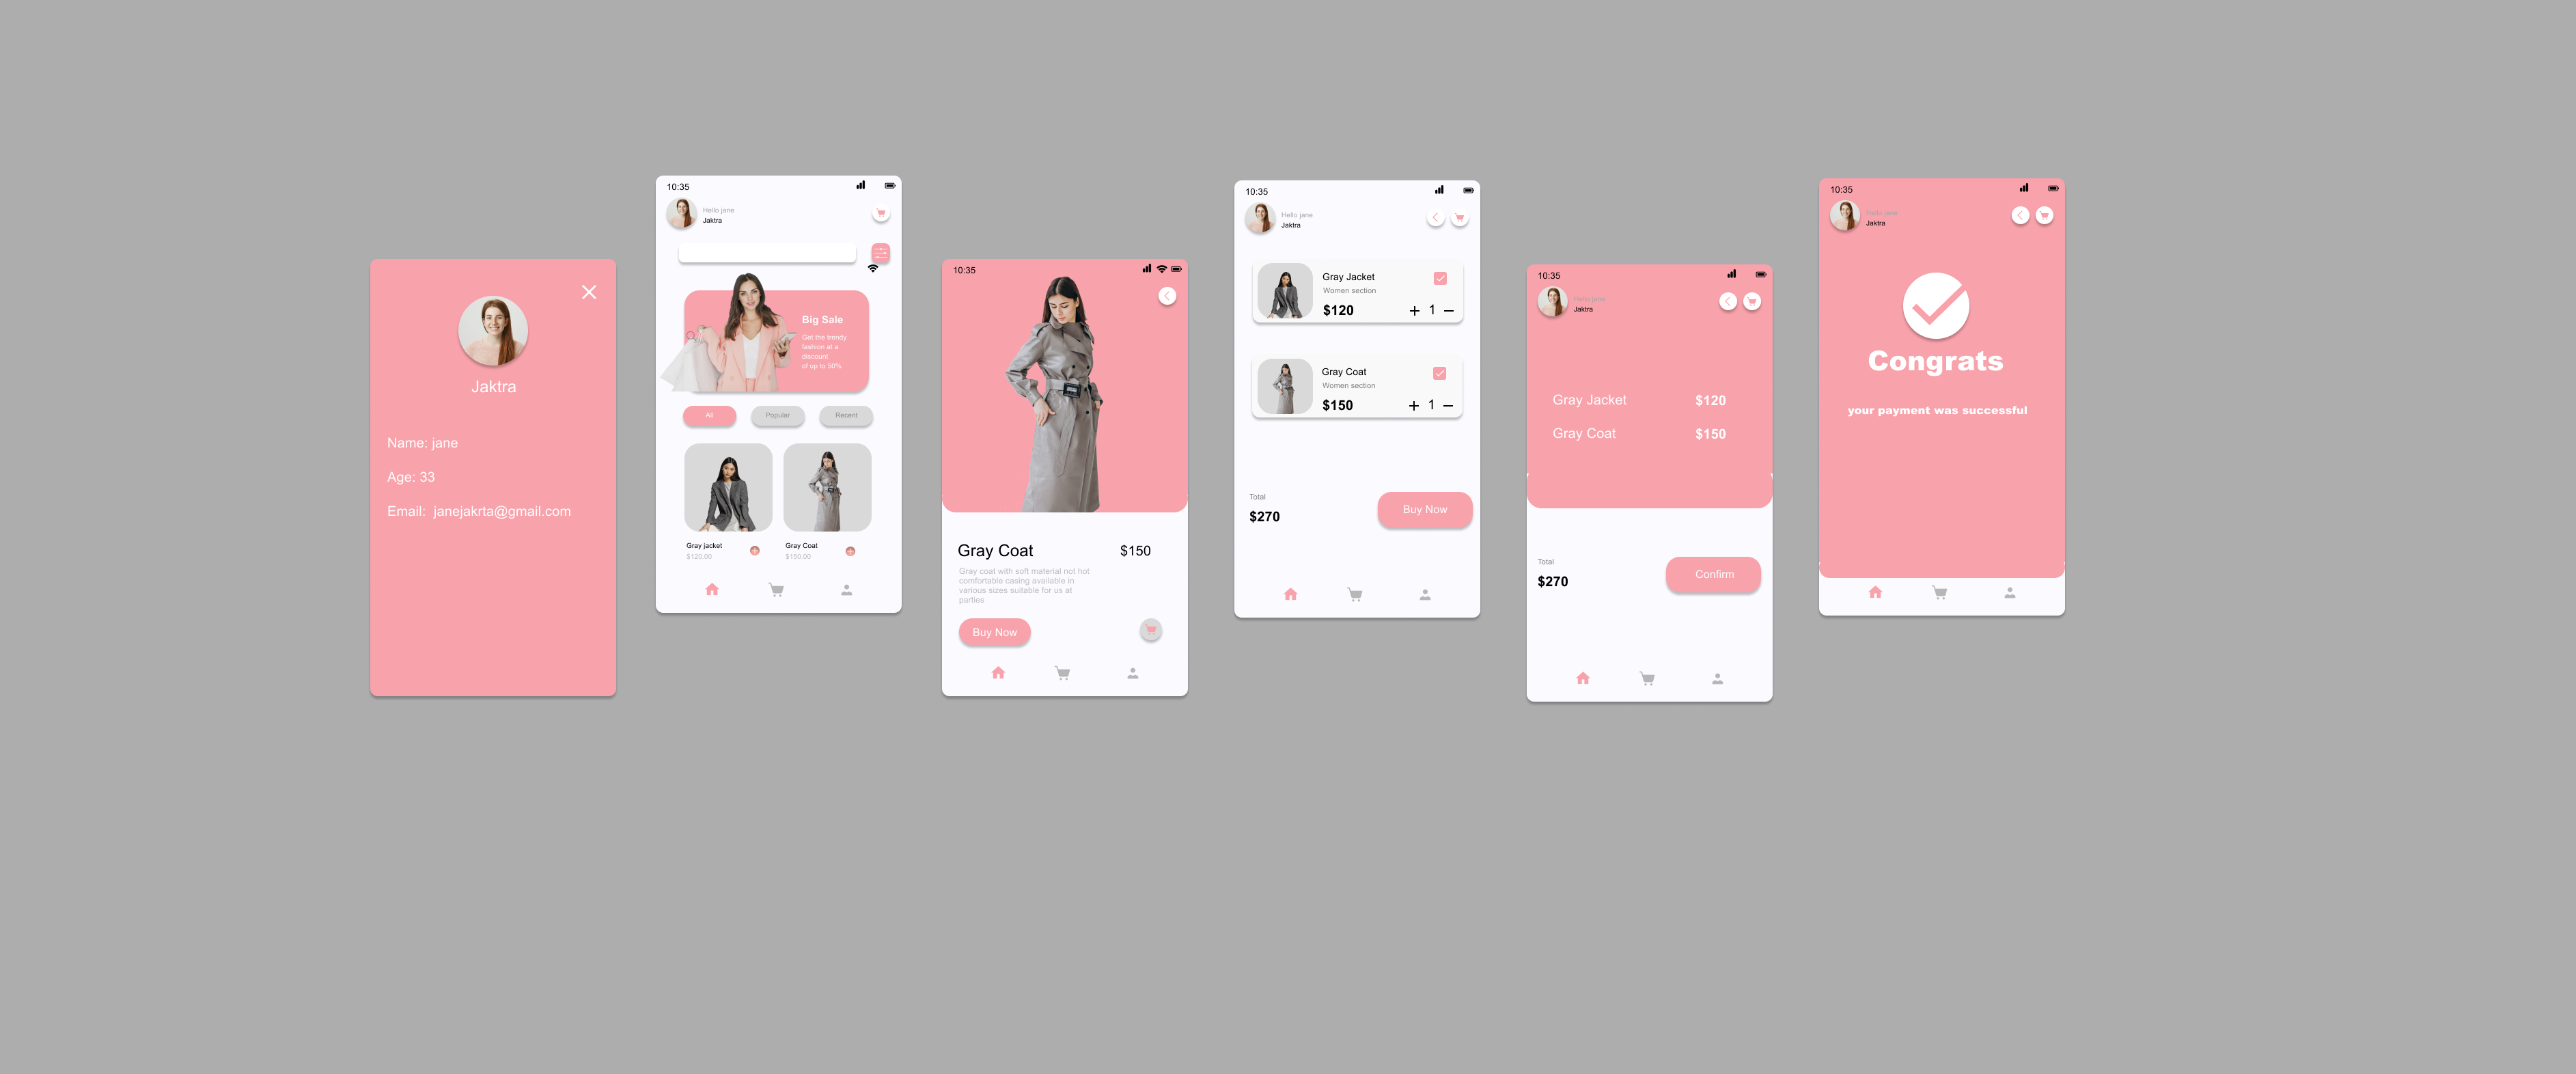 Jaktra
Name: jane
Age: 33
Email: janejakrta@gmail.com
10:35
Hello jane
Jaktra
Big Sale
Get the trendy
fashion at a
discount
of up to 50%
All
Popular
Recent
Gray jacket
$120.00
Gray Coat
$150.00
10:35
Gray Coat
$150
Gray coat with soft material not hot
comfortable casing available in
various sizes suitable for us at
parties
Buy Now
10:35
Hello jane
Jaktra
Gray Jacket
Women section
$120
+ 1 −
Gray Coat
Women section
$150
+ 1 −
Total
$270
Buy Now
10:35
Hello jane
Jaktra
Gray Jacket
$120
Gray Coat
$150
Total
$270
Confirm
10:35
Hello jane
Jaktra
Congrats
your payment was successful